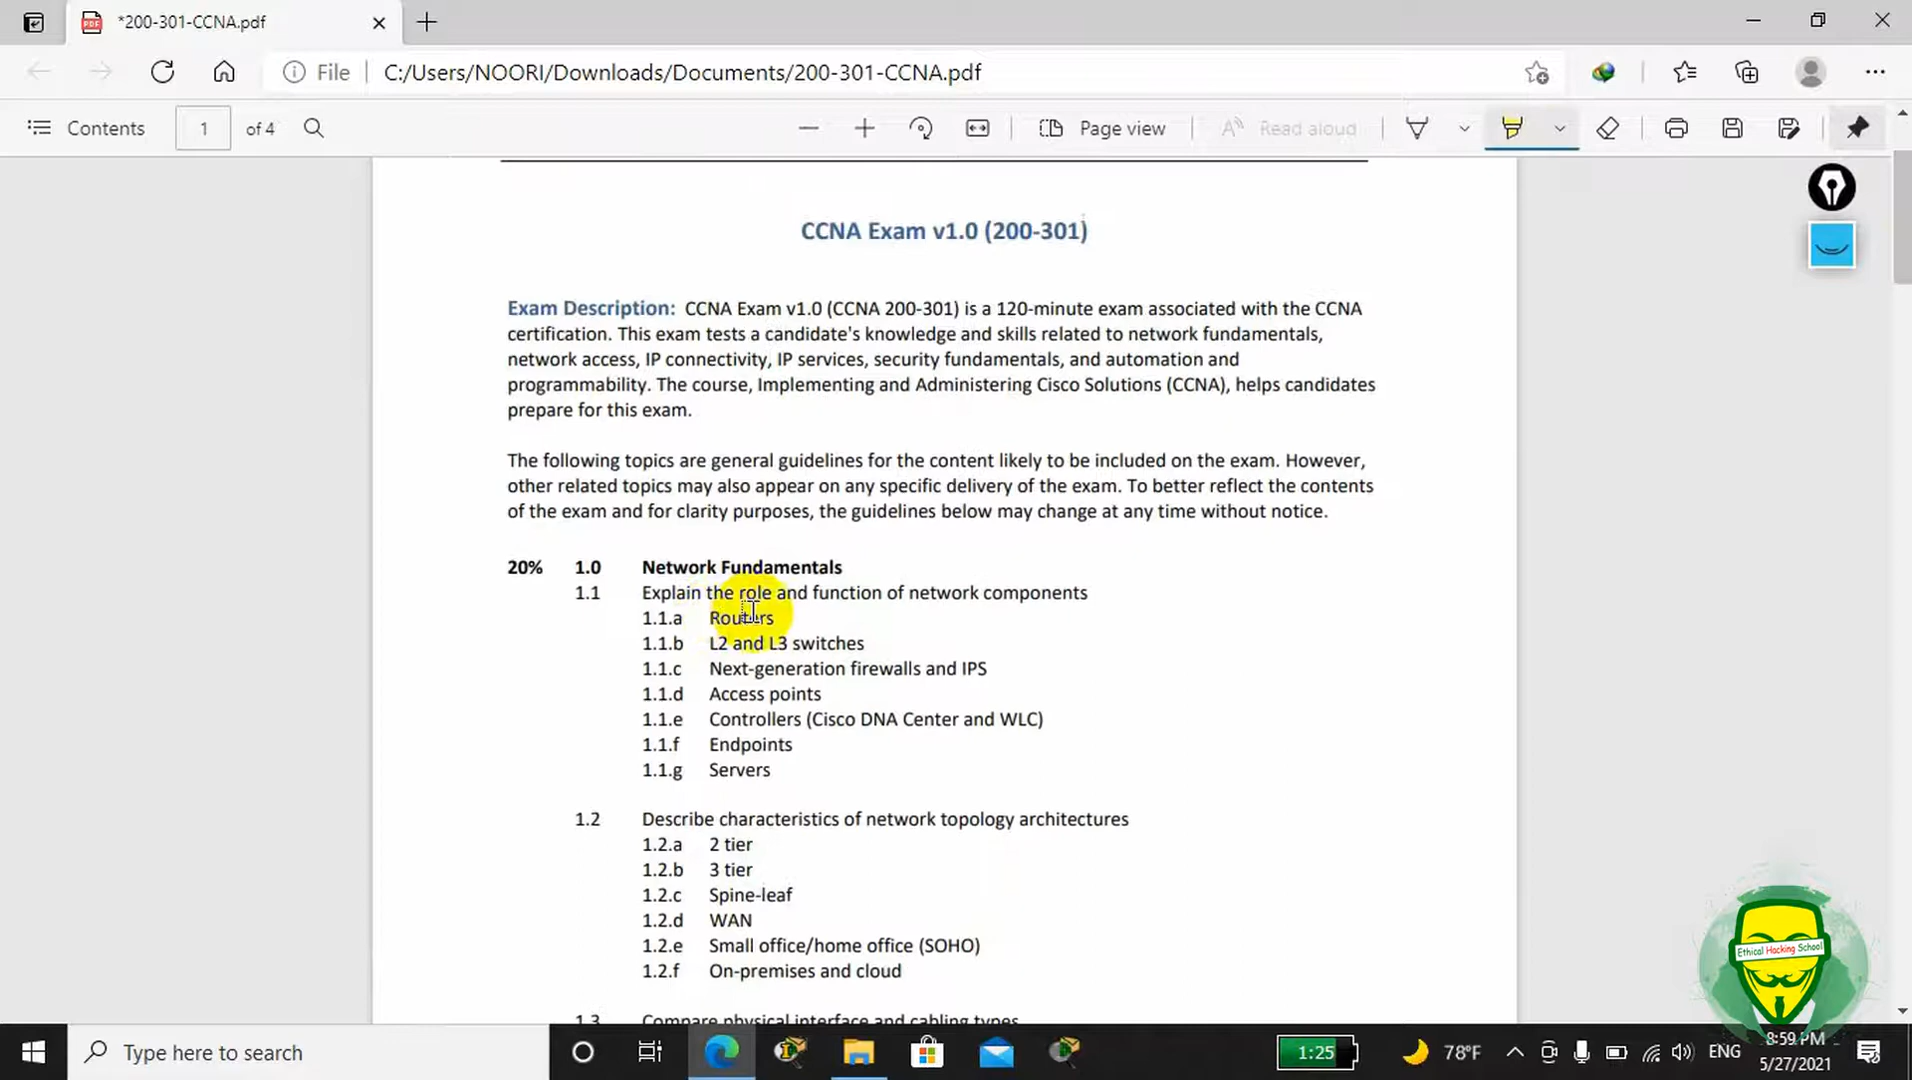 *200-301-CCNA.pdf
File
C:/Users/NOORI/Downloads/Documents/200-301-CCNA.pdf
Contents
1 of 4
Page view
Read aloud
CCNA Exam v1.0 (200-301)
Exam Description: CCNA Exam v1.0 (CCNA 200-301) is a 120-minute exam associated with the CCNA
certification. This exam tests a candidate's knowledge and skills related to network fundamentals,
network access, IP connectivity, IP services, security fundamentals, and automation and
programmability. The course, Implementing and Administering Cisco Solutions (CCNA), helps candidates
prepare for this exam.
The following topics are general guidelines for the content likely to be included on the exam. However,
other related topics may also appear on any specific delivery of the exam. To better reflect the contents
of the exam and for clarity purposes, the guidelines below may change at any time without notice.
20% 1.0 Network Fundamentals
1.1 Explain the role and function of network components
1.1.a Routers
1.1.b L2 and L3 switches
1.1.c Next-generation firewalls and IPS
1.1.d Access points
1.1.e Controllers (Cisco DNA Center and WLC)
1.1.f Endpoints
1.1.g Servers
1.2 Describe characteristics of network topology architectures
1.2.a 2 tier
1.2.b 3 tier
1.2.c Spine-leaf
1.2.d WAN
1.2.e Small office/home office (SOHO)
1.2.f On-premises and cloud
1.3 Compare physical interface and cabling types
Ethical Hacking School
Type here to search
1:25
78°F
ENG
8:59 PM
5/27/2021